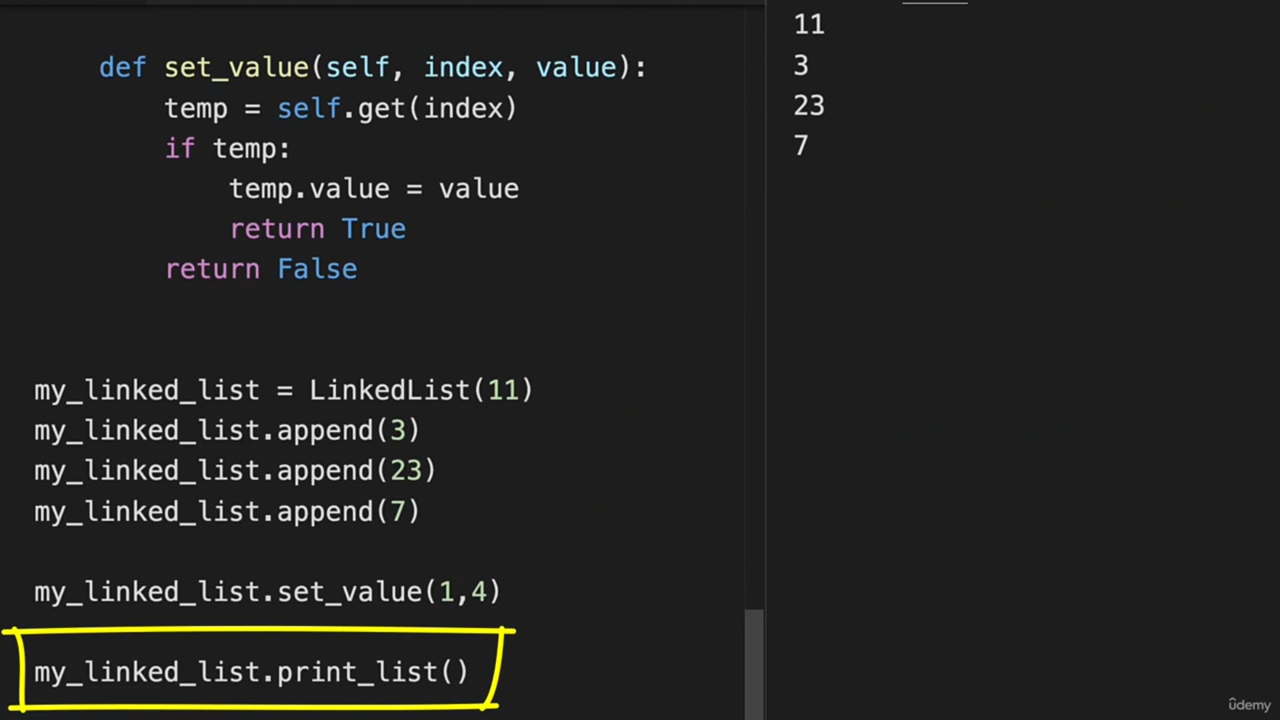 def set_value(self, index, value):
temp = self.get(index)
if temp:
temp.value = value
return True
return False
my_linked_list = LinkedList(11)
my_linked_list.append(3)
my_linked_list.append(23)
my_linked_list.append(7)
my_linked_list.set_value(1,4)
my_linked_list.print_list()
11
3
23
7
ûdemy